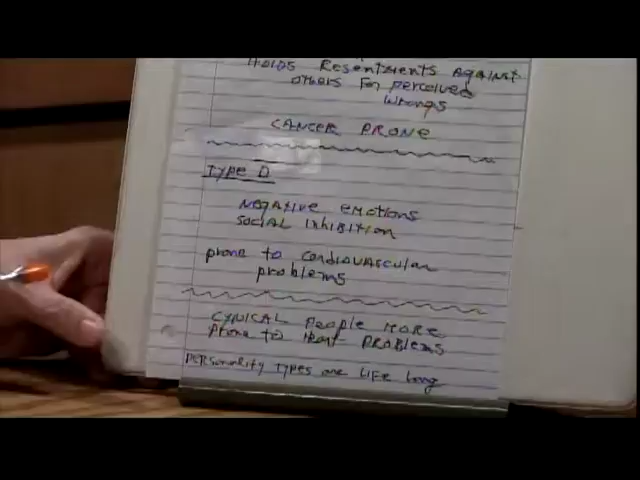 Holds Resentments Against
others For perceived
wrongs
CANCER PRONE
Type D
NEGATIVE emotions
SOCIAL INHIBITION
prone to CARDIOVASCULAR
problems
CYNICAL People MORE
Prone to Heart PROBLEMS
PERSONALITY TYPES are LIFE long